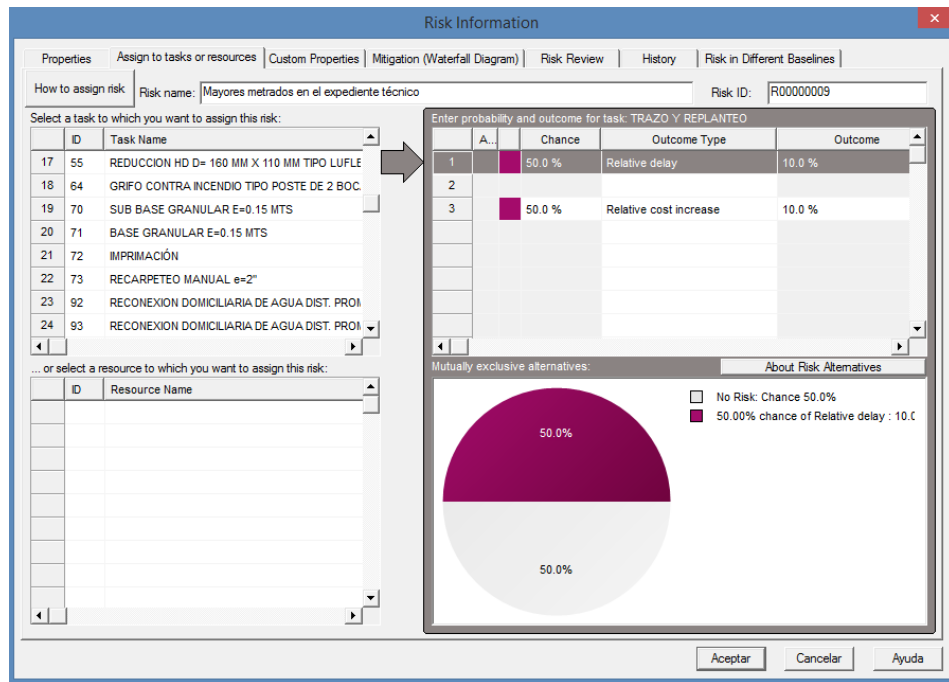 Risk Information
Properties
Assign to tasks or resources
Custom Properties
Mitigation (Waterfall Diagram)
Risk Review
History
Risk in Different Baselines
How to assign risk
Risk name:
Mayores metrados en el expediente técnico
Risk ID:
R00000009
Select a task to which you want to assign this risk:
ID Task Name
17 55 REDUCCION HD D= 160 MM X 110 MM TIPO LUFLE
18 64 GRIFO CONTRA INCENDIO TIPO POSTE DE 2 BOC.
19 70 SUB BASE GRANULAR E=0.15 MTS
20 71 BASE GRANULAR E=0.15 MTS
21 72 IMPRIMACIÓN
22 73 RECARPETEO MANUAL e=2"
23 92 RECONEXION DOMICILIARIA DE AGUA DIST. PROM
24 93 RECONEXION DOMICILIARIA DE AGUA DIST. PROM
... or select a resource to which you want to assign this risk:
ID Resource Name
Enter probability and outcome for task: TRAZO Y REPLANTEO
A... Chance Outcome Type Outcome
1 50.0 % Relative delay 10.0 %
2
3 50.0 % Relative cost increase 10.0 %
Mutually exclusive alternatives:
About Risk Alternatives
50.0%
50.0%
No Risk: Chance 50.0%
50.00% chance of Relative delay : 10.0
Aceptar
Cancelar
Ayuda